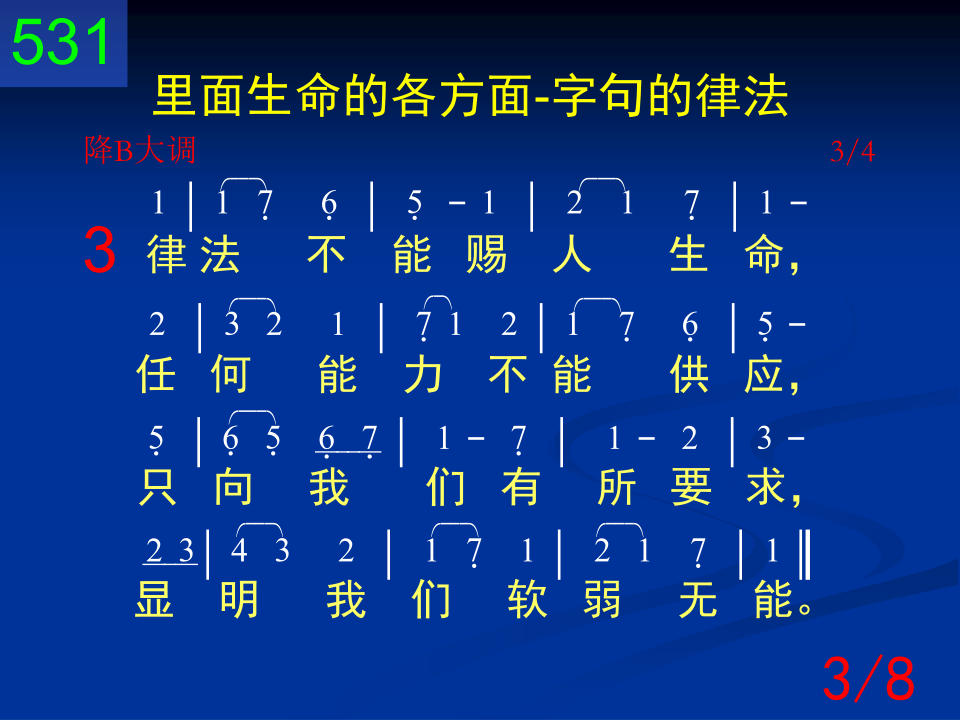 531
里面生命的各方面-字句的律法
降B大调 3/4
1 | 1 7̣ 6̣ | 5̣ - 1 | 2 1 7̣ | 1 -
3 律法 不 能 赐 人 生 命，
2 | 3 2 1 | 7̣ 1 2 | 1 7̣ 6̣ | 5̣ -
任 何 能 力 不 能 供 应，
5̣ | 6̣ 5̣ 6̣ 7̣ | 1 - 7̣ | 1 - 2 | 3 -
只 向 我 们 有 所 要 求，
2 3 | 4 3 2 | 1 7̣ 1 | 2 1 7̣ | 1 ‖
显 明 我 们 软 弱 无 能。
3/8